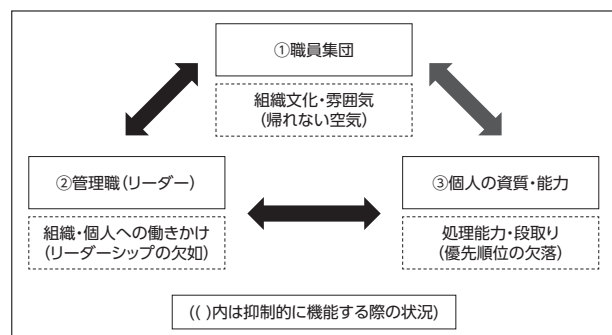 ①職員集団
組織文化・雰囲気
(帰れない空気)
②管理職(リーダー)
③個人の資質・能力
組織・個人への働きかけ
(リーダーシップの欠如)
処理能力・段取り
(優先順位の欠落)
(( )内は抑制的に機能する際の状況)